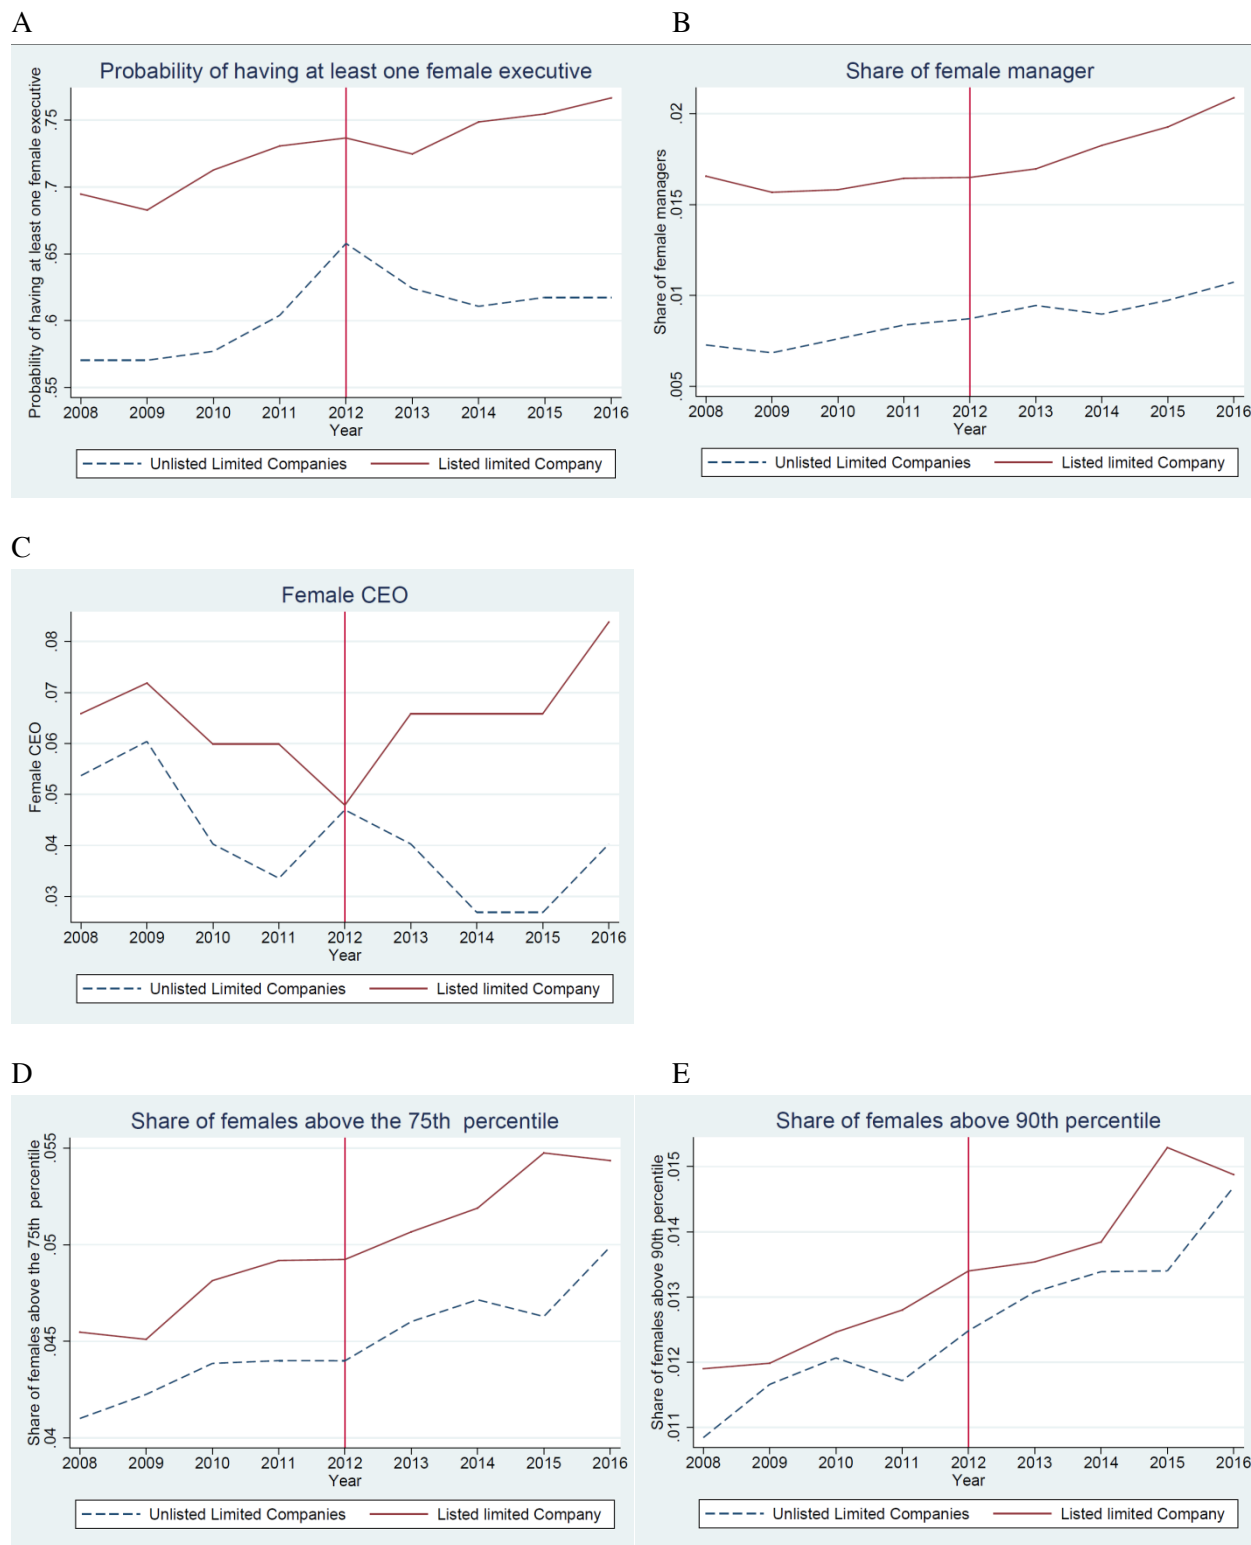 A
B
Probability of having at least one female executive
Probability of having at least one female executive
.75
.7
.65
.6
.55
2008 2009 2010 2011 2012 2013 2014 2015 2016
Year
Unlisted Limited Companies Listed limited Company
Share of female manager
Share of female managers
.02
.015
.01
.005
2008 2009 2010 2011 2012 2013 2014 2015 2016
Year
Unlisted Limited Companies Listed limited Company
C
Female CEO
Female CEO
.08
.07
.06
.05
.04
.03
2008 2009 2010 2011 2012 2013 2014 2015 2016
Year
Unlisted Limited Companies Listed limited Company
D
E
Share of females above the 75th percentile
Share of females above the 75th percentile
.055
.05
.045
.04
2008 2009 2010 2011 2012 2013 2014 2015 2016
Year
Unlisted Limited Companies Listed limited Company
Share of females above 90th percentile
Share of females above 90th percentile
.015
.014
.013
.012
.011
2008 2009 2010 2011 2012 2013 2014 2015 2016
Year
Unlisted Limited Companies Listed limited Company